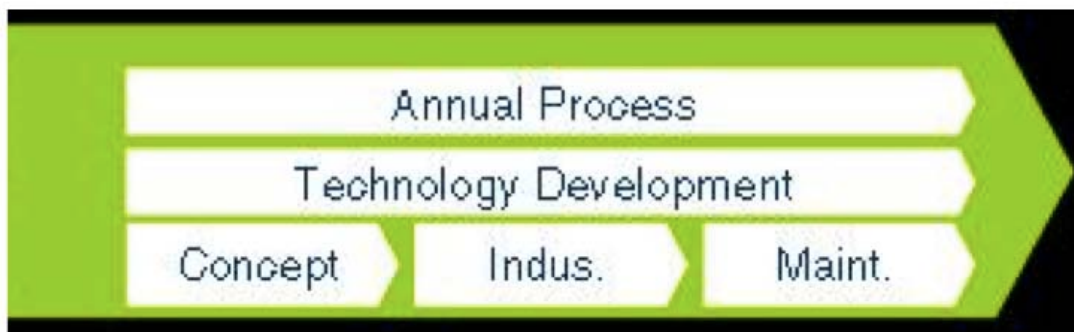 Annual Process
Technology Development
Concept Indus. Maint.